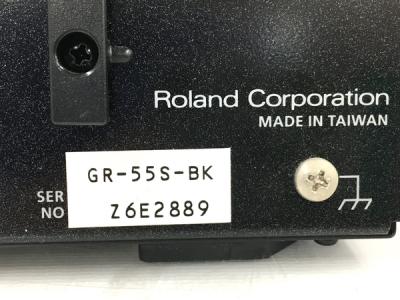 Roland Corporation
MADE IN TAIWAN
GR-55S-BK
SER
NO
Z6E2889